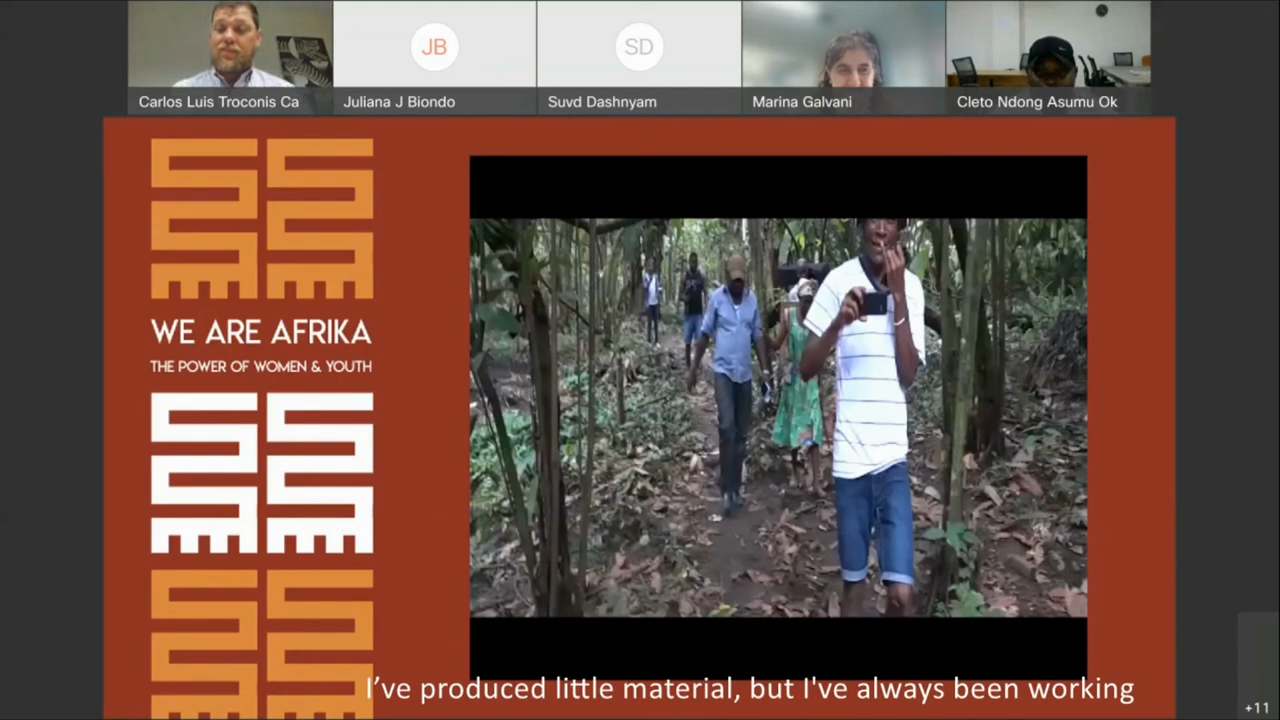 JB
SD
Carlos Luis Troconis Ca
Juliana J Biondo
Suvd Dashnyam
Marina Galvani
Cleto Ndong Asumu Ok
WE ARE AFRIKA
THE POWER OF WOMEN & YOUTH
I’ve produced little material, but I've always been working
+11